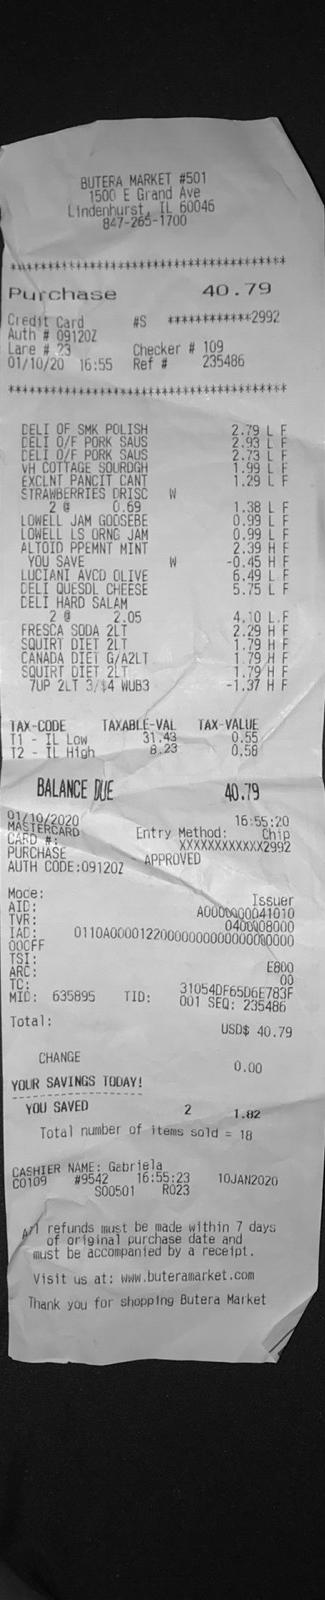 BUTERA MARKET #501
1500 E Grand Ave
Lindenhurst, IL 60046
847-265-1700
****************************************
Purchase 40.79
Credit Card #S ************2992
Auth # 09120Z
Lane # 23 Checker # 109
01/10/20 16:55 Ref # 235486
****************************************
DELI OF SMK POLISH 2.79 L F
DELI O/F PORK SAUS 2.93 L F
DELI O/F PORK SAUS 2.73 L F
VH COTTAGE SOURDGH 1.99 L F
EXCLNT PANCIT CANT 1.29 L F
STRAWBERRIES DRISC W
2 @ 0.69 1.38 L F
LOWELL JAM GOOSEBE 0.99 L F
LOWELL LS ORNG JAM 0.99 L F
ALTOID PPEMNT MINT 2.39 H F
YOU SAVE W -0.45 H F
LUCIANI AVCD OLIVE 6.49 L F
DELI QUESDL CHEESE 5.75 L F
DELI HARD SALAM
2 @ 2.05 4.10 L F
FRESCA SODA 2LT 2.29 H F
SQUIRT DIET 2LT 1.79 H F
CANADA DIET G/A2LT 1.79 H F
SQUIRT DIET 2LT 1.79 H F
7UP 2LT 3/$4 WUB3 -1.37 H F
TAX-CODE TAXABLE-VAL TAX-VALUE
T1 - IL Low 31.43 0.55
T2 - IL High 8.23 0.58
BALANCE DUE 40.79
01/10/2020 16:55:20
MASTERCARD Entry Method: Chip
CARD #: XXXXXXXXXXXX2992
PURCHASE - APPROVED
AUTH CODE:09120Z
Mode: Issuer
AID: A0000000041010
TVR: 0400008000
IAD: 0110A00001220000000000000000000000
00CFF
TSI: E800
ARC: 00
TC: 31054DF65D6E783F
MID: 635895 TID: 001 SEQ: 235486
Total: USD$ 40.79
CHANGE 0.00
YOUR SAVINGS TODAY!
--------------------
YOU SAVED 2 1.82
Total number of items sold = 18
CASHIER NAME: Gabriela
C0109 #9542 16:55:23 10JAN2020
S00501 R023
All refunds must be made within 7 days
of original purchase date and
must be accompanied by a receipt.
Visit us at: www.buteramarket.com
Thank you for shopping Butera Market